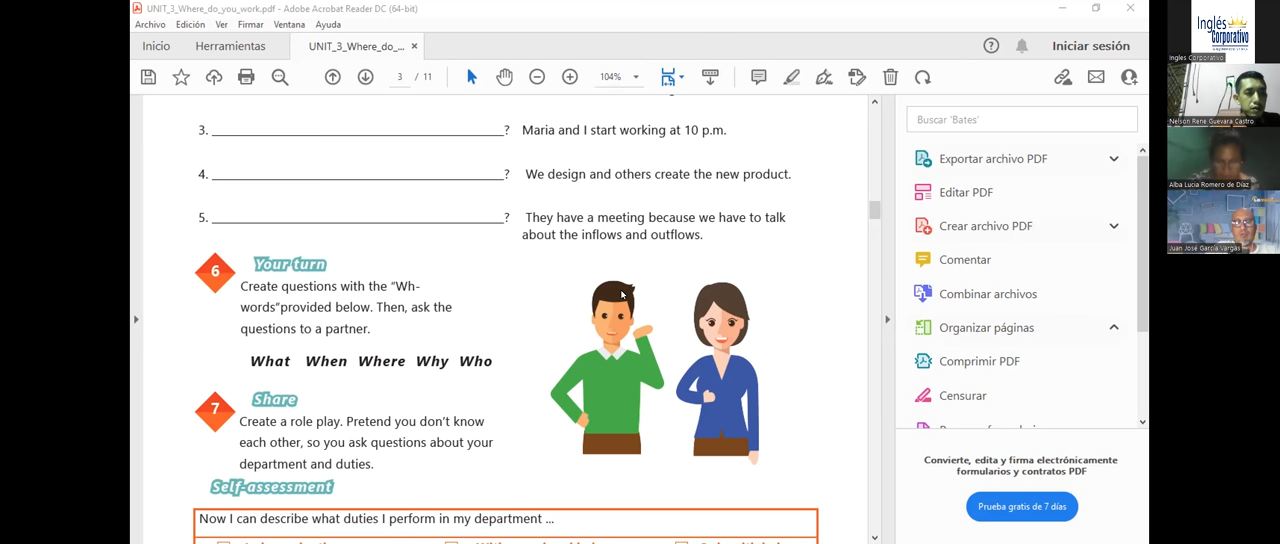 UNIT_3_Where_do_you_work.pdf - Adobe Acrobat Reader DC (64-bit)
Archivo Edición Ver Firmar Ventana Ayuda
Inicio Herramientas UNIT_3_Where_do_... × Iniciar sesión
3 / 11 104%
3. ? Maria and I start working at 10 p.m.
4. ? We design and others create the new product.
5. ? They have a meeting because we have to talk
about the inflows and outflows.
6 Your turn
Create questions with the "Wh-
words"provided below. Then, ask the
questions to a partner.
What When Where Why Who
7 Share
Create a role play. Pretend you don't know
each other, so you ask questions about your
department and duties.
Self-assessment
Now I can describe what duties I perform in my department ...
Buscar 'Bates'
Exportar archivo PDF
Editar PDF
Crear archivo PDF
Comentar
Combinar archivos
Organizar páginas
Comprimir PDF
Censurar
Convierte, edita y firma electrónicamente
formularios y contratos PDF
Prueba gratis de 7 días
Inglés
Corporativo
Ingles Corporativo
Nelson Rene Guevara Castro
Alba Lucia Romero de Díaz
Juan José García Vargas